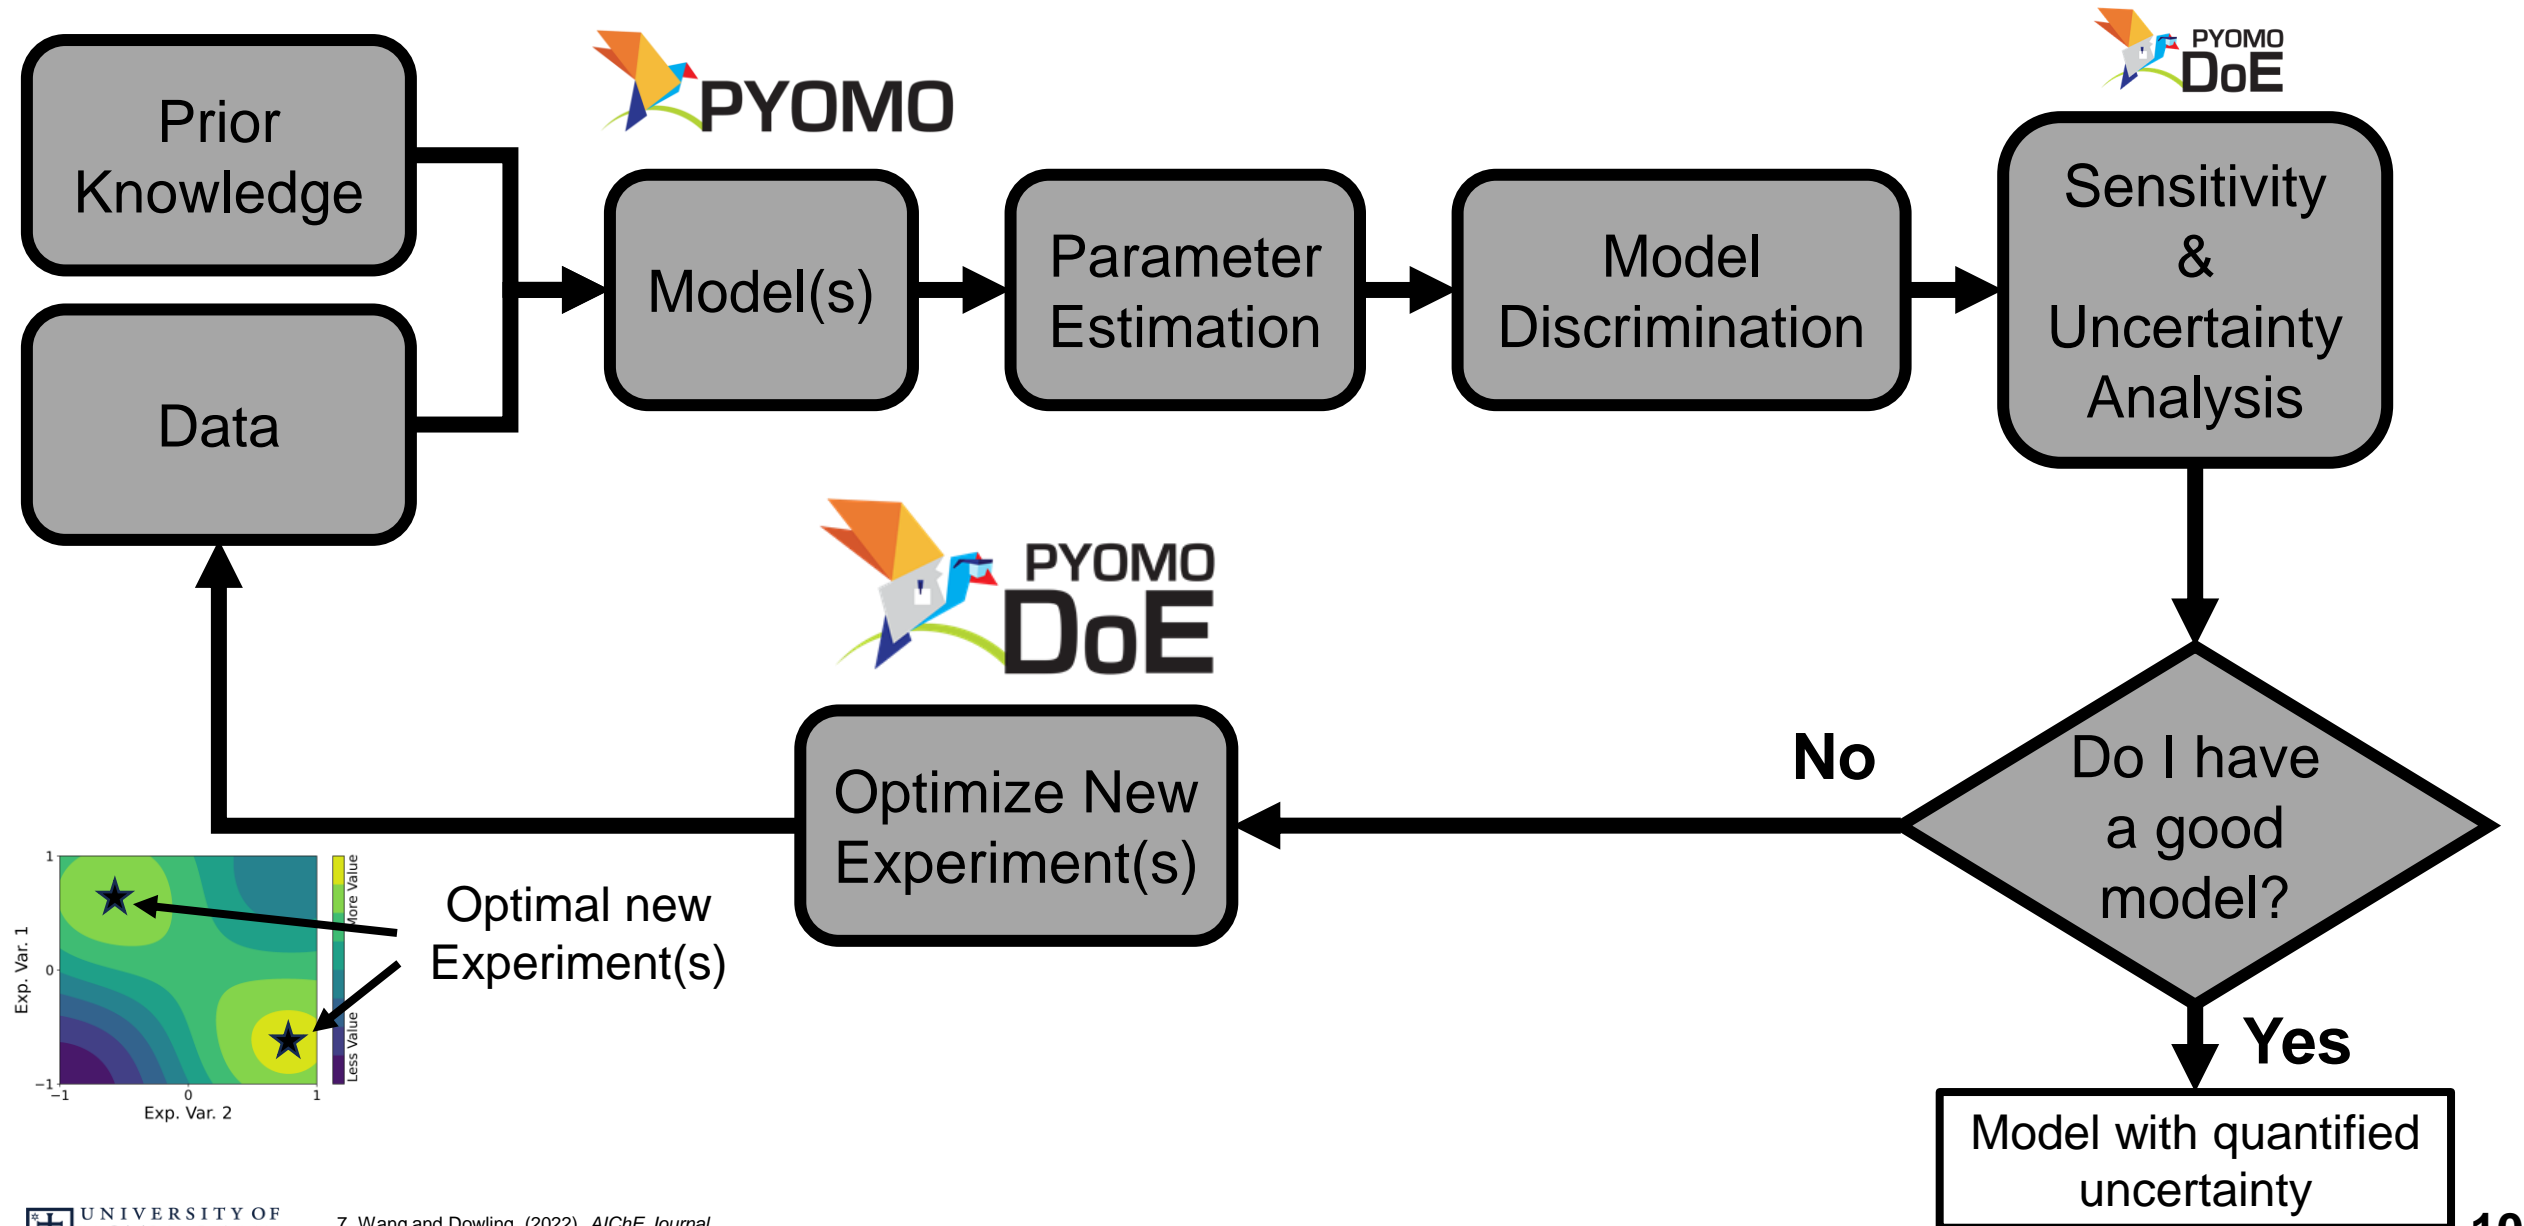 PYOMO
PYOMO
DoE
Prior
Knowledge
Data
Model(s)
Parameter
Estimation
Model
Discrimination
Sensitivity
&
Uncertainty
Analysis
PYOMO
DoE
Optimize New
Experiment(s)
No
Do I have
a good
model?
Yes
Model with quantified
uncertainty
Optimal new
Experiment(s)
1
0
−1
Exp. Var. 1
−1
0
1
Exp. Var. 2
More Value
Less Value
UNIVERSITY OF
7. Wang and Dowling, (2022), AIChE Journal
10